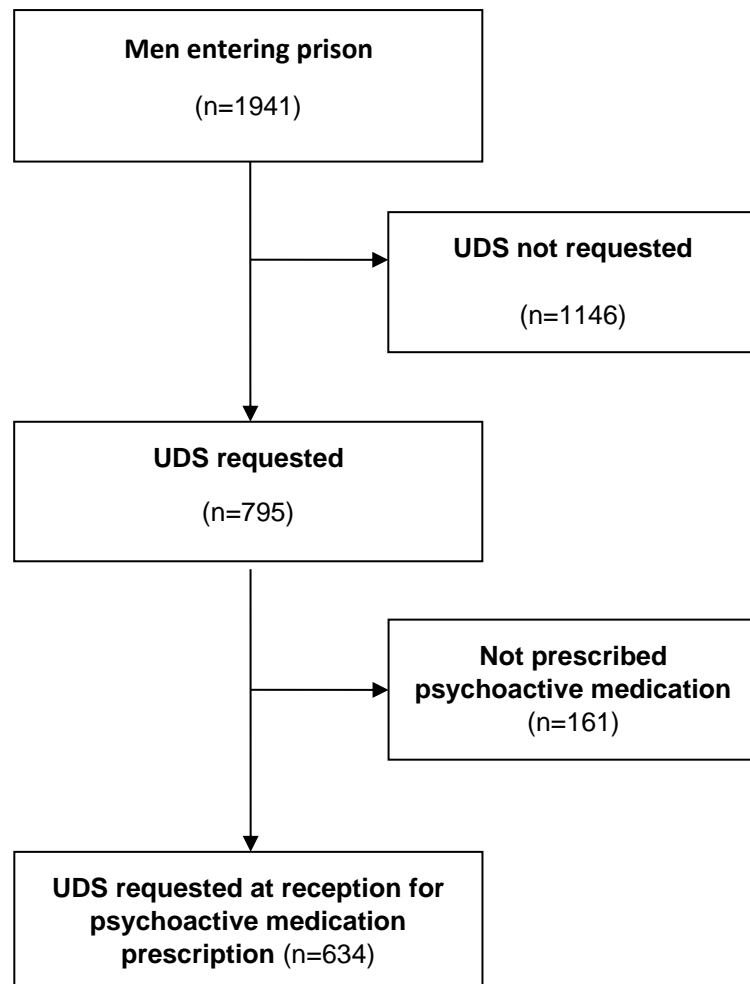 Men entering prison
(n=1941)
UDS not requested
(n=1146)
UDS requested
(n=795)
Not prescribed
psychoactive medication
(n=161)
UDS requested at reception for
psychoactive medication
prescription (n=634)